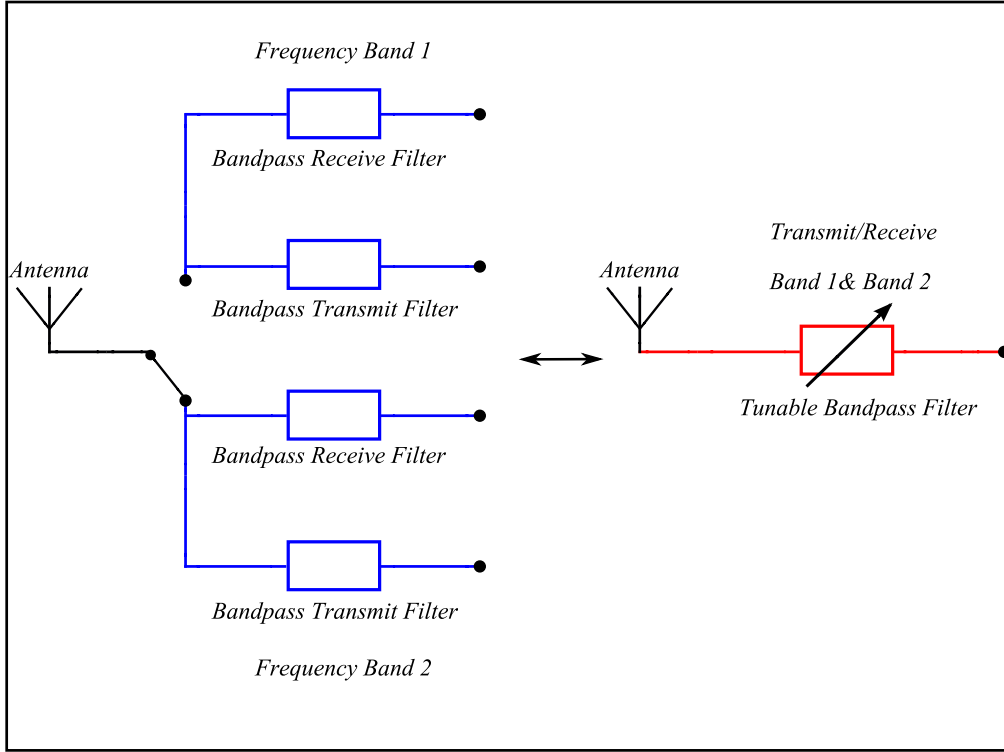 Frequency Band 1
Bandpass Receive Filter
Antenna
Bandpass Transmit Filter
Bandpass Receive Filter
Bandpass Transmit Filter
Frequency Band 2
Transmit/Receive
Antenna
Band 1& Band 2
Tunable Bandpass Filter